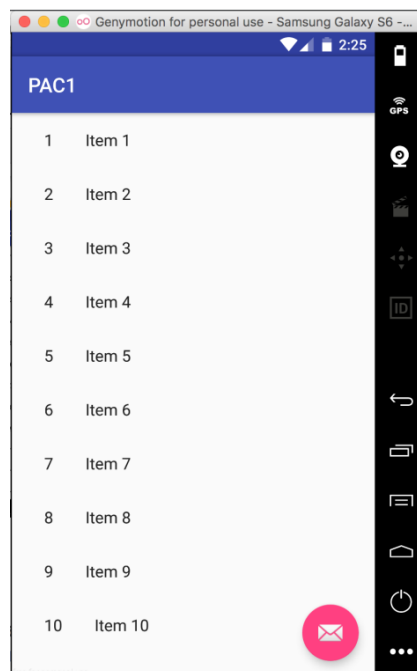 Genymotion for personal use - Samsung Galaxy S6 -...
2:25
PAC1
GPS
1 Item 1
2 Item 2
3 Item 3
4 Item 4
ID
5 Item 5
6 Item 6
7 Item 7
8 Item 8
9 Item 9
10 Item 10